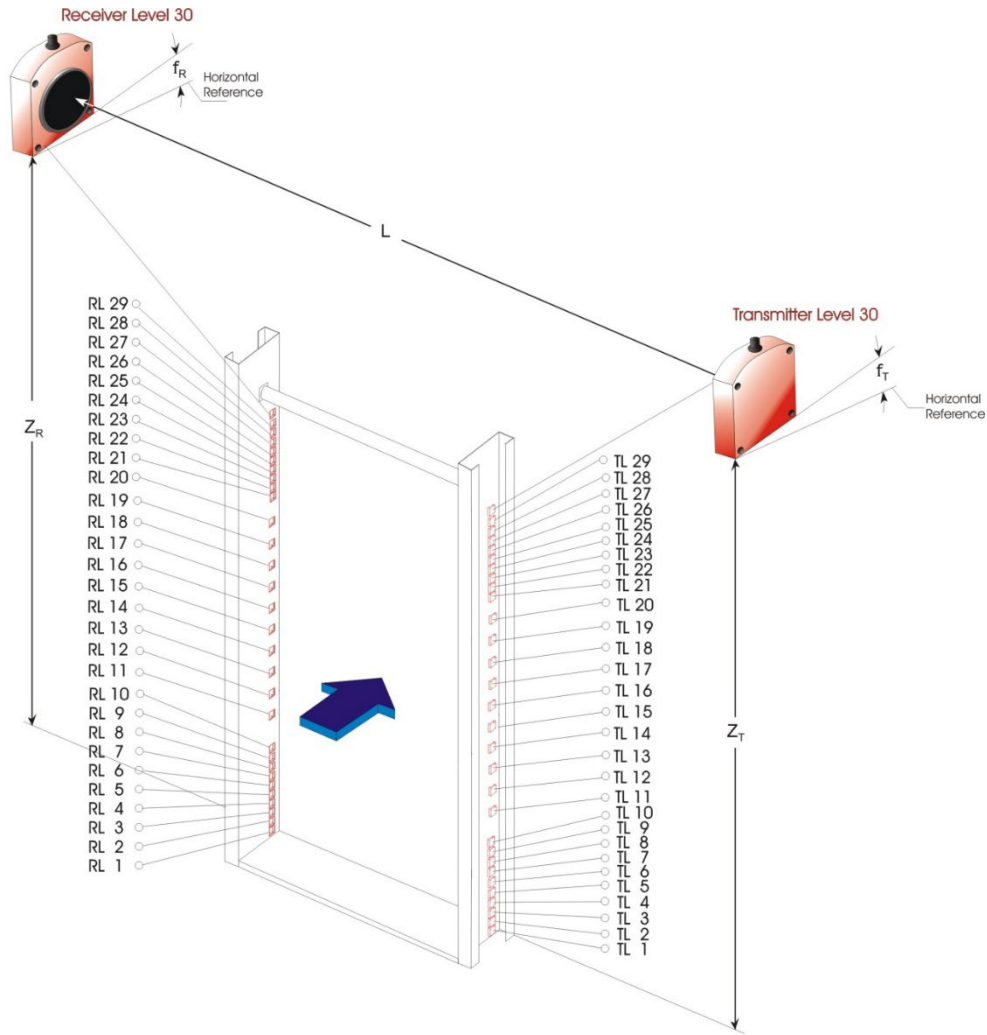 Receiver Level 30
fR
Horizontal
Reference
L
Transmitter Level 30
fT
Horizontal
Reference
ZR
RL 29
RL 28
RL 27
RL 26
RL 25
RL 24
RL 23
RL 22
RL 21
RL 20
RL 19
RL 18
RL 17
RL 16
RL 15
RL 14
RL 13
RL 12
RL 11
RL 10
RL 9
RL 8
RL 7
RL 6
RL 5
RL 4
RL 3
RL 2
RL 1
TL 29
TL 28
TL 27
TL 26
TL 25
TL 24
TL 23
TL 22
TL 21
TL 20
TL 19
TL 18
TL 17
TL 16
TL 15
TL 14
TL 13
TL 12
TL 11
TL 10
TL 9
TL 8
TL 7
TL 6
TL 5
TL 4
TL 3
TL 2
TL 1
ZT